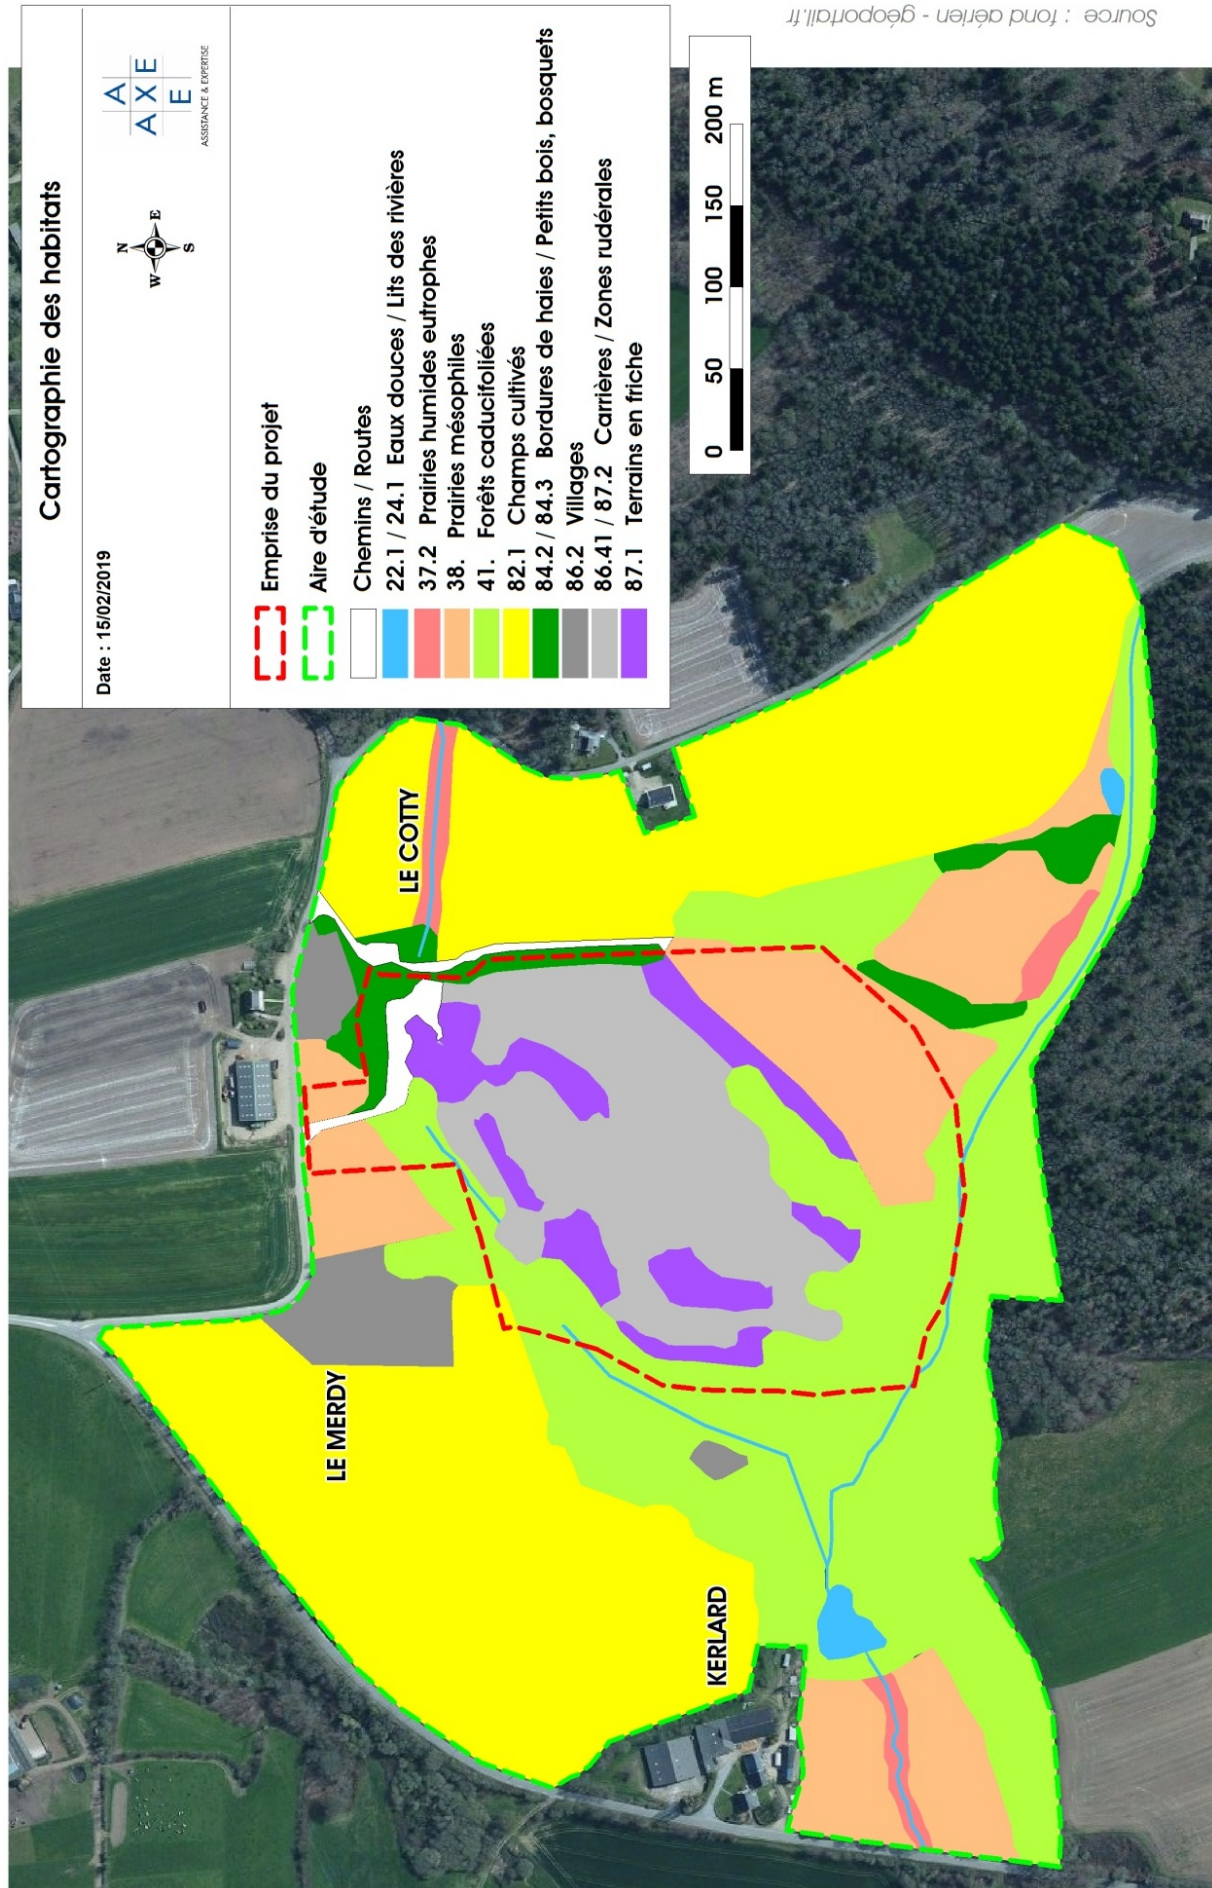 Cartographie des habitats
Date : 15/02/2019
N
W E
S
A
A X E
E
ASSISTANCE & EXPERTISE
Emprise du projet
Aire d'étude
Chemins / Routes
22.1 / 24.1 Eaux douces / Lits des rivières
37.2 Prairies humides eutrophes
38. Prairies mésophiles
41. Forêts caducifoliées
82.1 Champs cultivés
84.2 / 84.3 Bordures de haies / Petits bois, bosquets
86.2 Villages
86.41 / 87.2 Carrières / Zones rudérales
87.1 Terrains en friche
0 50 100 150 200 m
LE COTTY
LE MERDY
KERLARD
Source : fond aérien - géoportail.fr